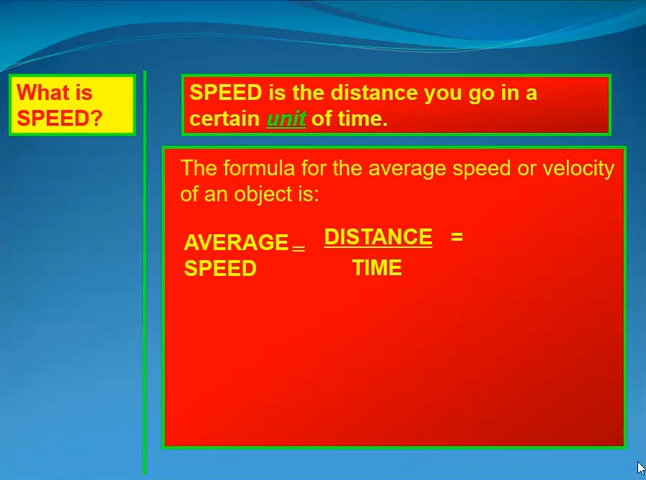 What is
SPEED?
SPEED is the distance you go in a
certain unit of time.
The formula for the average speed or velocity
of an object is:
AVERAGE = DISTANCE =
SPEED TIME